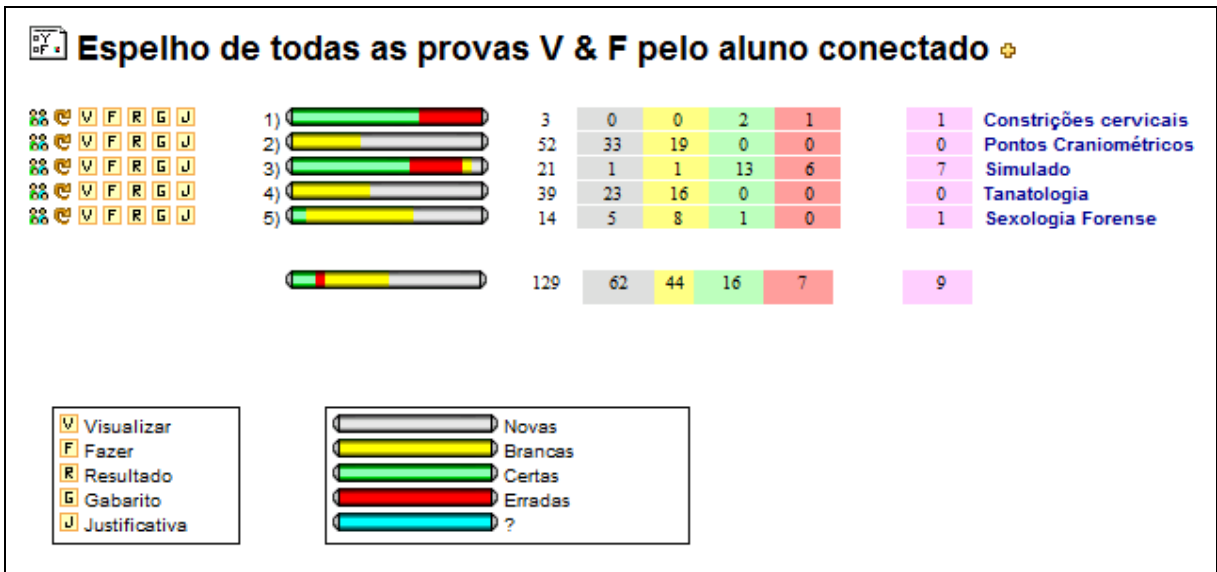 Espelho de todas as provas V & F pelo aluno conectado
V F R G J 1) 3 0 0 2 1 1 Constrições cervicais
V F R G J 2) 52 33 19 0 0 0 Pontos Craniométricos
V F R G J 3) 21 1 1 13 6 7 Simulado
V F R G J 4) 39 23 16 0 0 0 Tanatologia
V F R G J 5) 14 5 8 1 0 1 Sexologia Forense
129 62 44 16 7 9
V Visualizar
F Fazer
R Resultado
G Gabarito
J Justificativa
Novas
Brancas
Certas
Erradas
?